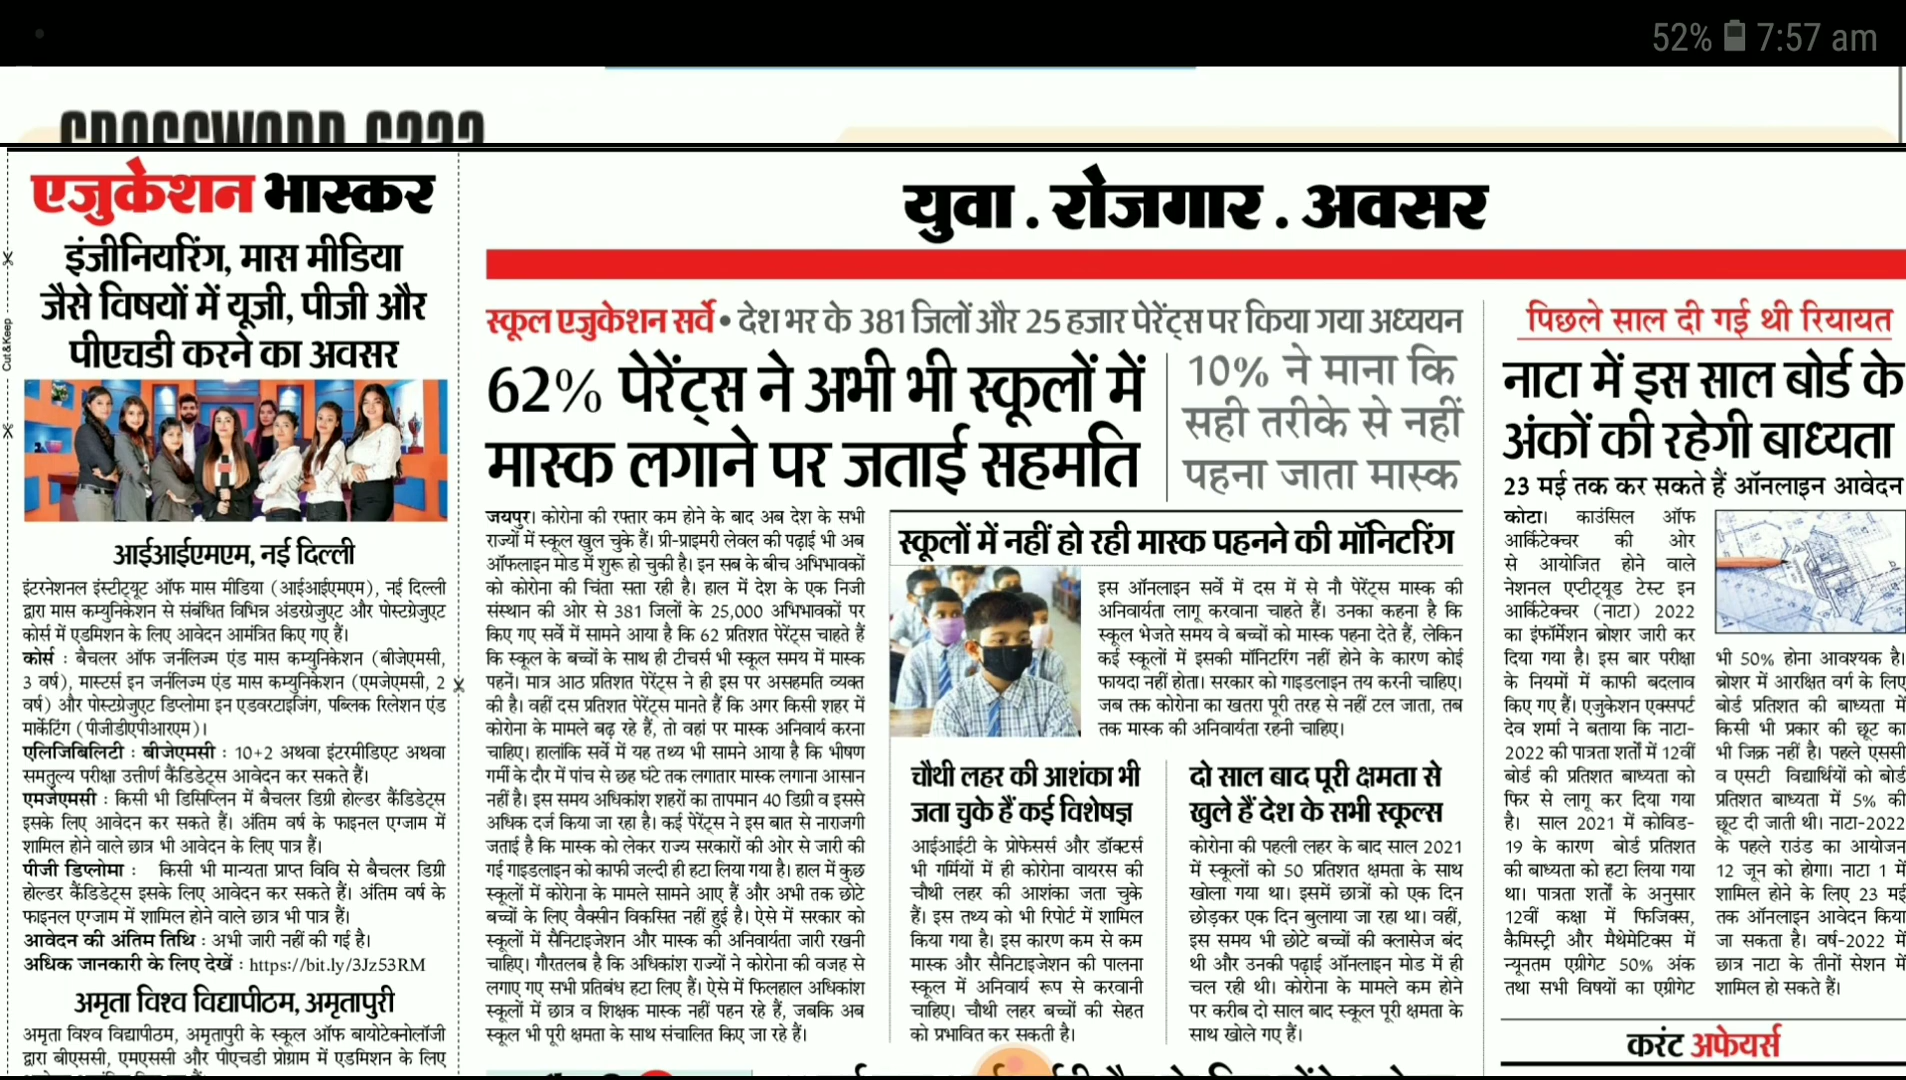 52% 7:57 am
CROSSWORD 6233
एजुकेशन भास्कर
इंजीनियरिंग, मास मीडिया
जैसे विषयों में यूजी, पीजी और
पीएचडी करने का अवसर
Cut&Keep
आईआईएमएम, नई दिल्ली
इंटरनेशनल इंस्टीट्यूट ऑफ मास मीडिया (आईआईएमएम), नई दिल्ली
द्वारा मास कम्युनिकेशन से संबंधित विभिन्न अंडरग्रेजुएट और पोस्टग्रेजुएट
कोर्स में एडमिशन के लिए आवेदन आमंत्रित किए गए हैं।
कोर्स : बैचलर ऑफ जर्नलिज्म एंड मास कम्युनिकेशन (बीजेएमसी,
3 वर्ष), मास्टर्स इन जर्नलिज्म एंड मास कम्युनिकेशन (एमजेएमसी, 2
वर्ष) और पोस्टग्रेजुएट डिप्लोमा इन एडवरटाइजिंग, पब्लिक रिलेशन एंड
मार्केटिंग (पीजीडीएपीआरएम)।
एलिजिबिलिटी : बीजेएमसी : 10+2 अथवा इंटरमीडिएट अथवा
समतुल्य परीक्षा उत्तीर्ण कैंडिडेट्स आवेदन कर सकते हैं।
एमजेएमसी : किसी भी डिसिप्लिन में बैचलर डिग्री होल्डर कैंडिडेट्स
इसके लिए आवेदन कर सकते हैं। अंतिम वर्ष के फाइनल एग्जाम में
शामिल होने वाले छात्र भी आवेदन के लिए पात्र हैं।
पीजी डिप्लोमा : किसी भी मान्यता प्राप्त विवि से बैचलर डिग्री
होल्डर कैंडिडेट्स इसके लिए आवेदन कर सकते हैं। अंतिम वर्ष के
फाइनल एग्जाम में शामिल होने वाले छात्र भी पात्र हैं।
आवेदन की अंतिम तिथि : अभी जारी नहीं की गई है।
अधिक जानकारी के लिए देखें : https://bit.ly/3Jz53RM
अमृता विश्व विद्यापीठम, अमृतापुरी
अमृता विश्व विद्यापीठम, अमृतापुरी के स्कूल ऑफ बायोटेक्नोलॉजी
द्वारा बीएससी, एमएससी और पीएचडी प्रोग्राम में एडमिशन के लिए
युवा . रोजगार . अवसर
स्कूल एजुकेशन सर्वे • देश भर के 381 जिलों और 25 हजार पेरेंट्स पर किया गया अध्ययन
62% पेरेंट्स ने अभी भी स्कूलों में
मास्क लगाने पर जताई सहमति
10% ने माना कि
सही तरीके से नहीं
पहना जाता मास्क
जयपुर। कोरोना की रफ्तार कम होने के बाद अब देश के सभी
राज्यों में स्कूल खुल चुके हैं। प्री-प्राइमरी लेवल की पढ़ाई भी अब
ऑफलाइन मोड में शुरू हो चुकी है। इन सब के बीच अभिभावकों
को कोरोना की चिंता सता रही है। हाल में देश के एक निजी
संस्थान की ओर से 381 जिलों के 25,000 अभिभावकों पर
किए गए सर्वे में सामने आया है कि 62 प्रतिशत पेरेंट्स चाहते हैं
कि स्कूल के बच्चों के साथ ही टीचर्स भी स्कूल समय में मास्क
पहनें। मात्र आठ प्रतिशत पेरेंट्स ने ही इस पर असहमति व्यक्त
की है। वहीं दस प्रतिशत पेरेंट्स मानते हैं कि अगर किसी शहर में
कोरोना के मामले बढ़ रहे हैं, तो वहां पर मास्क अनिवार्य करना
चाहिए। हालांकि सर्वे में यह तथ्य भी सामने आया है कि भीषण
गर्मी के दौर में पांच से छह घंटे तक लगातार मास्क लगाना आसान
नहीं है। इस समय अधिकांश शहरों का तापमान 40 डिग्री व इससे
अधिक दर्ज किया जा रहा है। कई पेरेंट्स ने इस बात से नाराजगी
जताई है कि मास्क को लेकर राज्य सरकारों की ओर से जारी की
गई गाइडलाइन को काफी जल्दी ही हटा लिया गया है। हाल में कुछ
स्कूलों में कोरोना के मामले सामने आए हैं और अभी तक छोटे
बच्चों के लिए वैक्सीन विकसित नहीं हुई है। ऐसे में सरकार को
स्कूलों में सैनिटाइजेशन और मास्क की अनिवार्यता जारी रखनी
चाहिए। गौरतलब है कि अधिकांश राज्यों ने कोरोना की वजह से
लगाए गए सभी प्रतिबंध हटा लिए हैं। ऐसे में फिलहाल अधिकांश
स्कूलों में छात्र व शिक्षक मास्क नहीं पहन रहे हैं, जबकि अब
स्कूल भी पूरी क्षमता के साथ संचालित किए जा रहे हैं।
स्कूलों में नहीं हो रही मास्क पहनने की मॉनिटरिंग
इस ऑनलाइन सर्वे में दस में से नौ पेरेंट्स मास्क की
अनिवार्यता लागू करवाना चाहते हैं। उनका कहना है कि
स्कूल भेजते समय वे बच्चों को मास्क पहना देते हैं, लेकिन
कई स्कूलों में इसकी मॉनिटरिंग नहीं होने के कारण कोई
फायदा नहीं होता। सरकार को गाइडलाइन तय करनी चाहिए।
जब तक कोरोना का खतरा पूरी तरह से नहीं टल जाता, तब
तक मास्क की अनिवार्यता रहनी चाहिए।
चौथी लहर की आशंका भी
जता चुके हैं कई विशेषज्ञ
आईआईटी के प्रोफेसर्स और डॉक्टर्स
भी गर्मियों में ही कोरोना वायरस की
चौथी लहर की आशंका जता चुके
हैं। इस तथ्य को भी रिपोर्ट में शामिल
किया गया है। इस कारण कम से कम
मास्क और सैनिटाइजेशन की पालना
स्कूल में अनिवार्य रूप से करवानी
चाहिए। चौथी लहर बच्चों की सेहत
को प्रभावित कर सकती है।
दो साल बाद पूरी क्षमता से
खुले हैं देश के सभी स्कूल्स
कोरोना की पहली लहर के बाद साल 2021
में स्कूलों को 50 प्रतिशत क्षमता के साथ
खोला गया था। इसमें छात्रों को एक दिन
छोड़कर एक दिन बुलाया जा रहा था। वहीं,
इस समय भी छोटे बच्चों की क्लासेज बंद
थी और उनकी पढ़ाई ऑनलाइन मोड में ही
चल रही थी। कोरोना के मामले कम होने
पर करीब दो साल बाद स्कूल पूरी क्षमता के
साथ खोले गए हैं।
पिछले साल दी गई थी रियायत
नाटा में इस साल बोर्ड के
अंकों की रहेगी बाध्यता
23 मई तक कर सकते हैं ऑनलाइन आवेदन
कोटा। काउंसिल ऑफ
आर्किटेक्चर की ओर
से आयोजित होने वाले
नेशनल एप्टीट्यूड टेस्ट इन
आर्किटेक्चर (नाटा) 2022
का इंफॉर्मेशन ब्रोशर जारी कर
दिया गया है। इस बार परीक्षा
के नियमों में काफी बदलाव
किए गए हैं। एजुकेशन एक्सपर्ट
देव शर्मा ने बताया कि नाटा-
2022 की पात्रता शर्तों में 12वीं
बोर्ड की प्रतिशत बाध्यता को
फिर से लागू कर दिया गया
है। साल 2021 में कोविड-
19 के कारण बोर्ड प्रतिशत
की बाध्यता को हटा लिया गया
था। पात्रता शर्तों के अनुसार
12वीं कक्षा में फिजिक्स,
कैमिस्ट्री और मैथेमेटिक्स में
न्यूनतम एग्रीगेट 50% अंक
तथा सभी विषयों का एग्रीगेट
भी 50% होना आवश्यक है।
ब्रोशर में आरक्षित वर्ग के लिए
बोर्ड प्रतिशत की बाध्यता में
किसी भी प्रकार की छूट का
भी जिक्र नहीं है। पहले एससी
व एसटी विद्यार्थियों को बोर्ड
प्रतिशत बाध्यता में 5% की
छूट दी जाती थी। नाटा-2022
के पहले राउंड का आयोजन
12 जून को होगा। नाटा 1 में
शामिल होने के लिए 23 मई
तक ऑनलाइन आवेदन किया
जा सकता है। वर्ष-2022 में
छात्र नाटा के तीनों सेशन में
शामिल हो सकते हैं।
करंट अफेयर्स